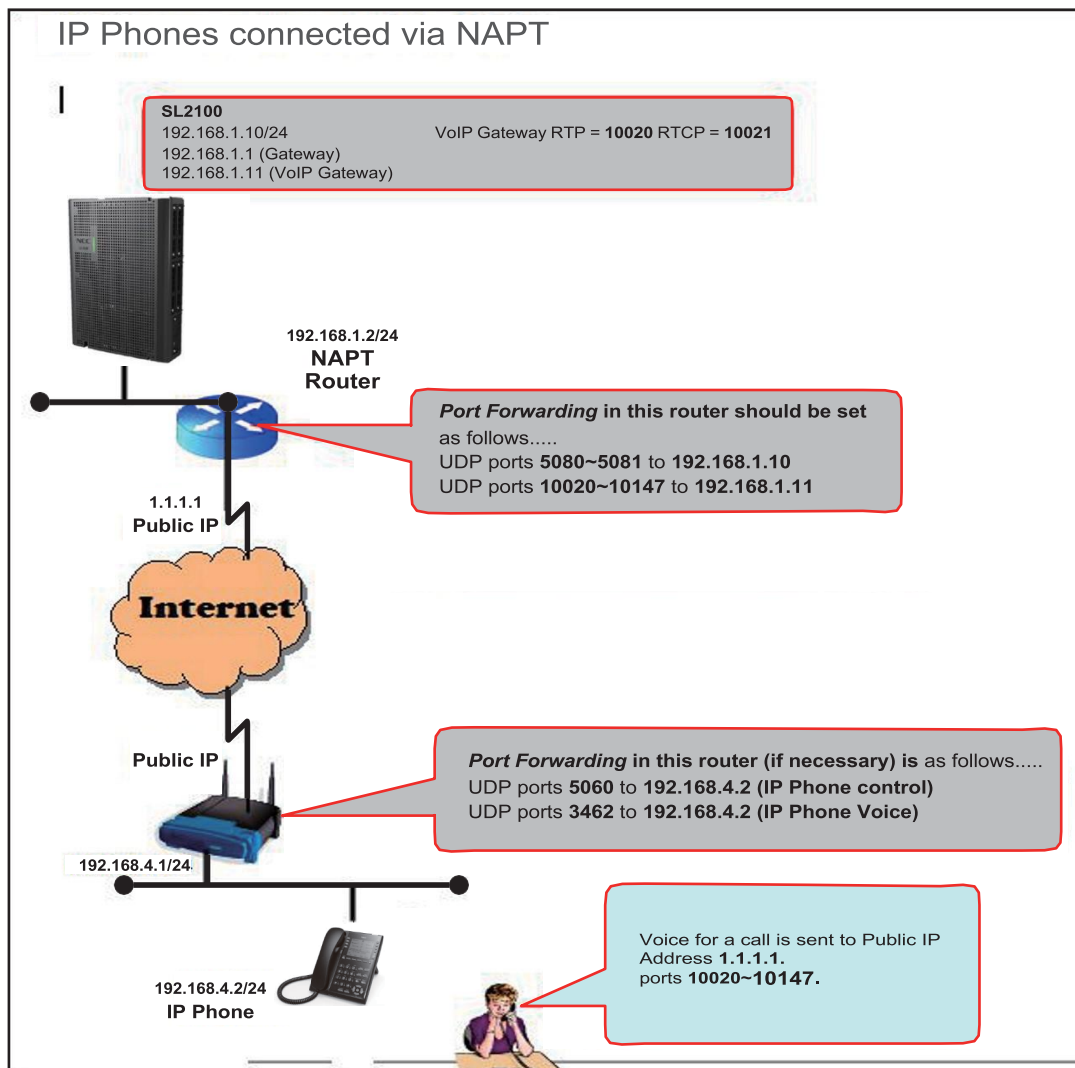 IP Phones connected via NAPT
SL2100
192.168.1.10/24 VoIP Gateway RTP = 10020 RTCP = 10021
192.168.1.1 (Gateway)
192.168.1.11 (VoIP Gateway)
NEC
192.168.1.2/24
NAPT
Router
Port Forwarding in this router should be set
as follows.....
UDP ports 5080~5081 to 192.168.1.10
UDP ports 10020~10147 to 192.168.1.11
1.1.1.1
Public IP
Internet
Public IP
Port Forwarding in this router (if necessary) is as follows.....
UDP ports 5060 to 192.168.4.2 (IP Phone control)
UDP ports 3462 to 192.168.4.2 (IP Phone Voice)
192.168.4.1/24
Voice for a call is sent to Public IP
Address 1.1.1.1.
ports 10020~10147.
192.168.4.2/24
IP Phone